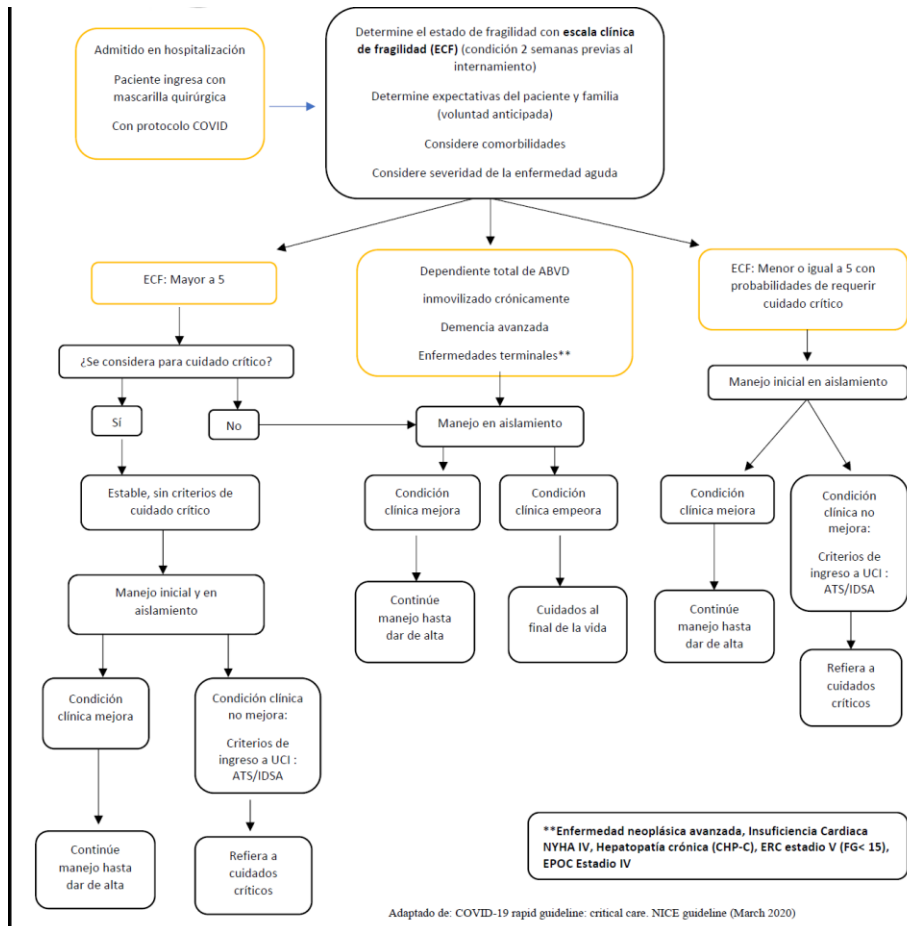 Admitido en hospitalización
Paciente ingresa con
mascarilla quirúrgica
Con protocolo COVID
Determine el estado de fragilidad con escala clínica
de fragilidad (ECF) (condición 2 semanas previas al
internamiento)
Determine expectativas del paciente y familia
(voluntad anticipada)
Considere comorbilidades
Considere severidad de la enfermedad aguda
ECF: Mayor a 5
¿Se considera para cuidado crítico?
Sí
No
Estable, sin criterios de
cuidado crítico
Manejo inicial y en
aislamiento
Condición
clínica mejora
Continúe
manejo hasta
dar de alta
Condición clínica
no mejora:
Criterios de
ingreso a UCI :
ATS/IDSA
Refiera a
cuidados
críticos
Dependiente total de ABVD
inmovilizado crónicamente
Demencia avanzada
Enfermedades terminales**
Manejo en aislamiento
Condición
clínica mejora
Continúe
manejo hasta
dar de alta
Condición
clínica empeora
Cuidados al
final de la vida
ECF: Menor o igual a 5 con
probabilidades de requerir
cuidado crítico
Manejo inicial en aislamiento
Condición
clínica mejora
Continúe
manejo hasta
dar de alta
Condición
clínica no
mejora:
Criterios de
ingreso a UCI :
ATS/IDSA
Refiera a
cuidados
críticos
**Enfermedad neoplásica avanzada, Insuficiencia Cardiaca
NYHA IV, Hepatopatía crónica (CHP-C), ERC estadio V (FG< 15),
EPOC Estadio IV
Adaptado de: COVID-19 rapid guideline: critical care. NICE guideline (March 2020)